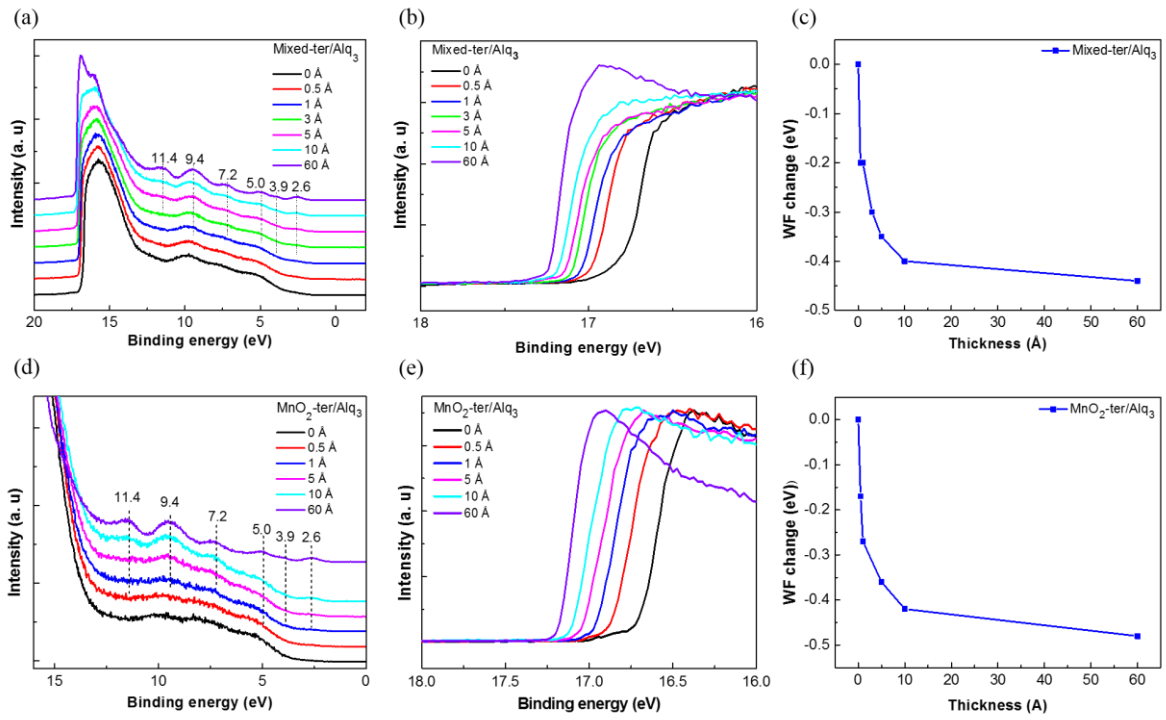 (a)
Mixed-ter/Alq3
0 Å
0.5 Å
1 Å
3 Å
5 Å
10 Å
60 Å
11.4
9.4
7.2
5.0
3.9
2.6
Intensity (a. u)
20
15
10
5
0
Binding energy (eV)
(b)
Mixed-ter/Alq3
0 Å
0.5 Å
1 Å
3 Å
5 Å
10 Å
60 Å
Intensity (a. u)
18
17
16
Binding energy (eV)
(c)
Mixed-ter/Alq3
0.0
-0.1
-0.2
-0.3
-0.4
-0.5
WF change (eV)
0
10
20
30
40
50
60
Thickness (Å)
(d)
MnO2-ter/Alq3
0 Å
0.5 Å
1 Å
5 Å
10 Å
60 Å
11.4
9.4
7.2
5.0
3.9
2.6
Intensity (a. u)
15
10
5
0
Binding energy (eV)
(e)
MnO2-ter/Alq3
0 Å
0.5 Å
1 Å
5 Å
10 Å
60 Å
Intensity (a. u)
18.0
17.5
17.0
16.5
16.0
Binding energy (eV)
(f)
MnO2-ter/Alq3
0.0
-0.1
-0.2
-0.3
-0.4
-0.5
WF change (eV)
0
10
20
30
40
50
60
Thickness (A)